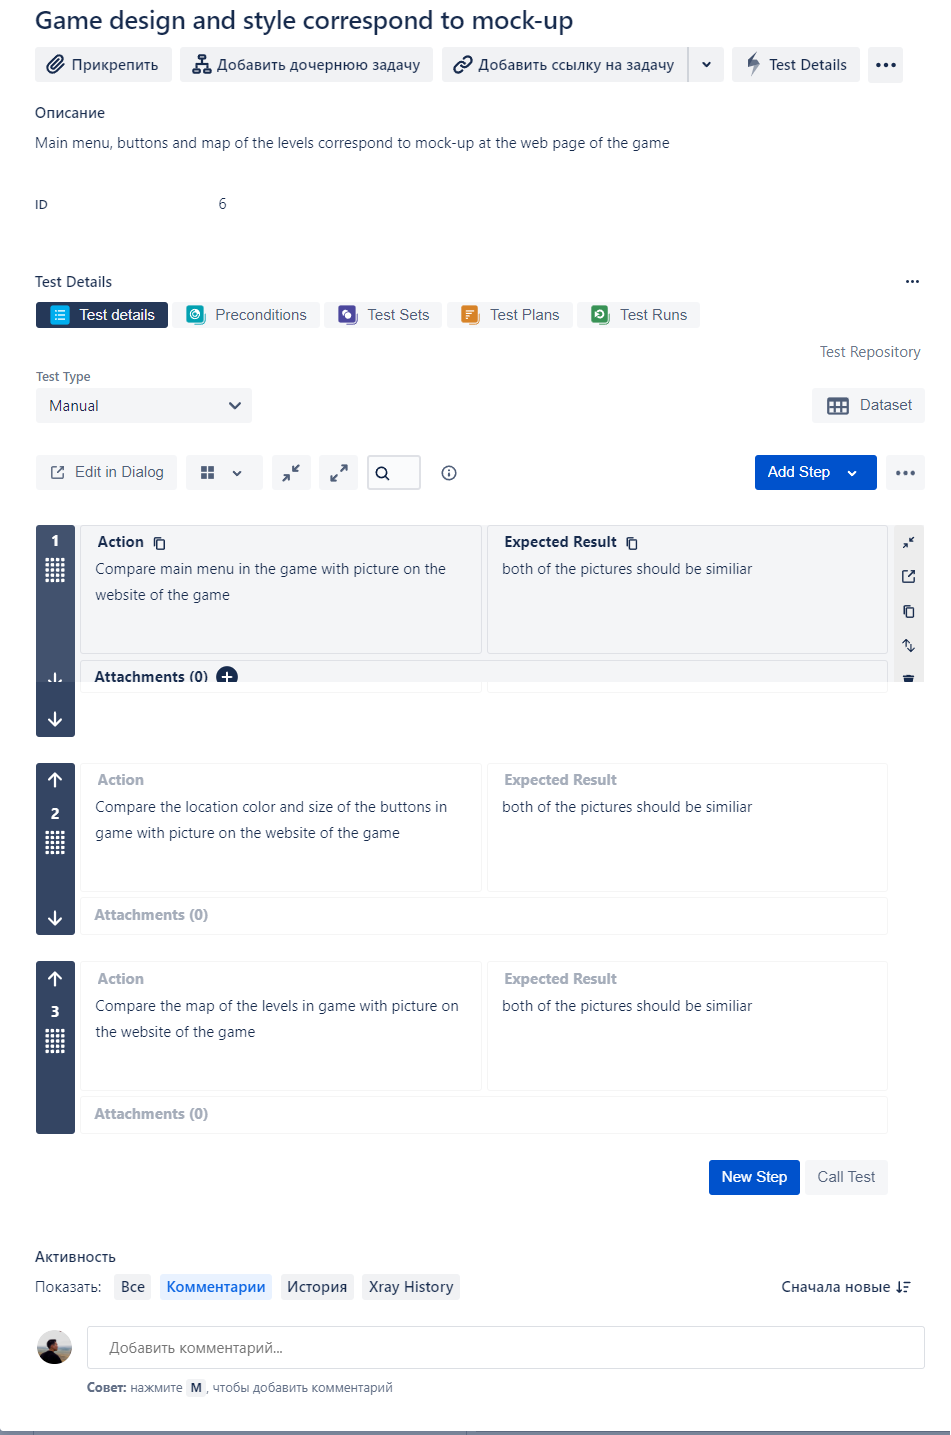 Game design and style correspond to mock-up
Прикрепить
Добавить дочернюю задачу
Добавить ссылку на задачу
Test Details
Описание
Main menu, buttons and map of the levels correspond to mock-up at the web page of the game
ID 6
Test Details
Test details
Preconditions
Test Sets
Test Plans
Test Runs
Test Repository
Test Type
Manual
Dataset
Edit in Dialog
Add Step
1
Action
Compare main menu in the game with picture on the
website of the game
Expected Result
both of the pictures should be similiar
Attachments (0)
2
Action
Compare the location color and size of the buttons in
game with picture on the website of the game
Expected Result
both of the pictures should be similiar
Attachments (0)
3
Action
Compare the map of the levels in game with picture on
the website of the game
Expected Result
both of the pictures should be similiar
Attachments (0)
New Step
Call Test
Активность
Показать: Все Комментарии История Xray History Сначала новые
Добавить комментарий...
Совет: нажмите M , чтобы добавить комментарий